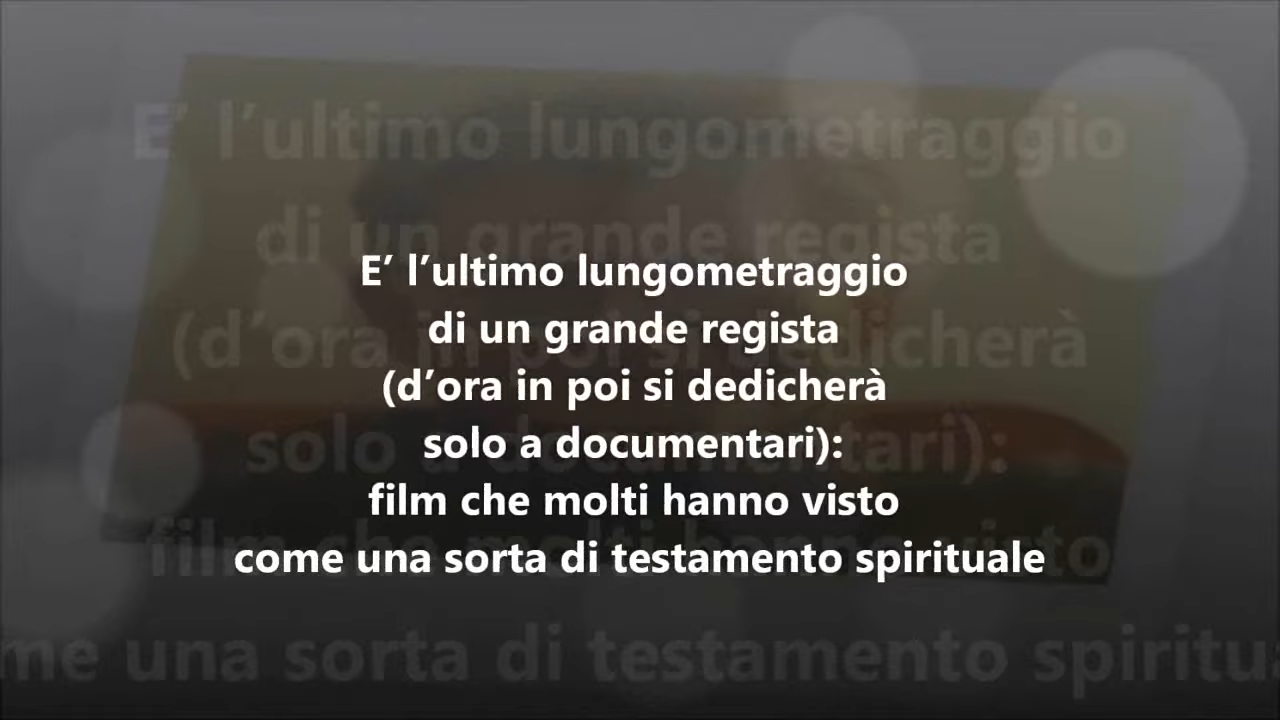 E’ l’ultimo lungometraggio
di un grande regista
(d’ora in poi si dedicherà
solo a documentari):
film che molti hanno visto
come una sorta di testamento spirituale